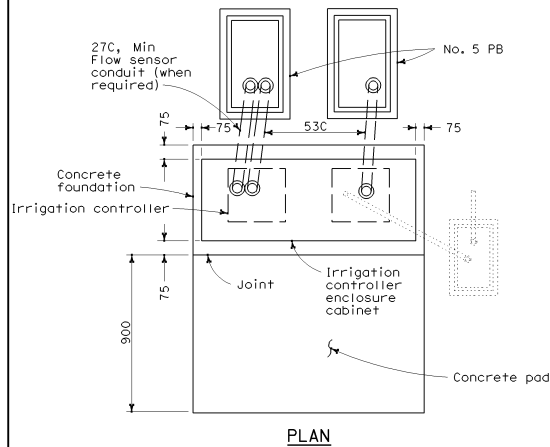 27C, Min
Flow sensor
conduit (when
required)
No. 5 PB
75
75
53C
75
Concrete
foundation
Irrigation controller
75
Joint
Irrigation
controller
enclosure
cabinet
900
Concrete pad
PLAN